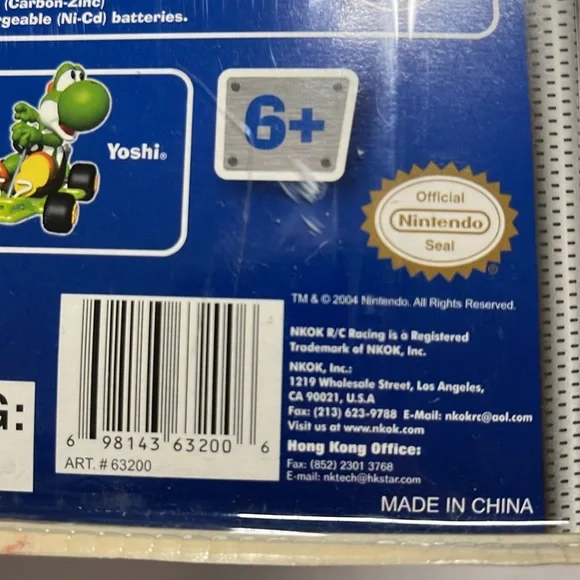 (Carbon-Zinc)
rgeable (Ni-Cd) batteries.
Yoshi®
6+
Official
Nintendo
Seal
®
TM & © 2004 Nintendo. All Rights Reserved.
NKOK R/C Racing is a Registered
Trademark of NKOK, Inc.
NKOK, Inc.:
1219 Wholesale Street, Los Angeles,
CA 90021, U.S.A
Fax: (213) 623-9788 E-Mail: nkokrc@aol.com
Visit us at www.nkok.com
Hong Kong Office:
Fax: (852) 2301 3768
E-mail: nktech@hkstar.com
G:
6 98143 63200 6
ART. # 63200
MADE IN CHINA